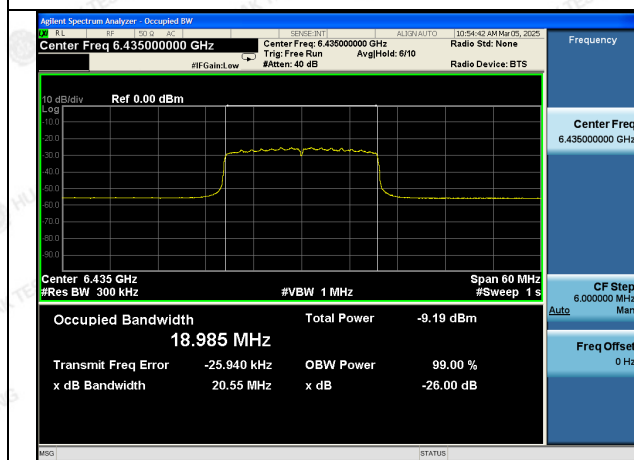 Agilent Spectrum Analyzer - Occupied BW
LXI RL RF 50 Ω AC SENSE:INT ALIGNAUTO 10:54:42 AM Mar 05, 2025
Center Freq 6.435000000 GHz Center Freq: 6.435000000 GHz Radio Std: None Frequency
Trig: Free Run Avg|Hold: 6/10
#IFGain:Low #Atten: 40 dB Radio Device: BTS
10 dB/div Ref 0.00 dBm
Log
-10.0
-20.0
-30.0
-40.0
-50.0
-60.0
-70.0
-80.0
-90.0
Center Freq
6.435000000 GHz
Center 6.435 GHz Span 60 MHz
#Res BW 300 kHz #VBW 1 MHz #Sweep 1 s
CF Step
6.000000 MHz
Auto Man
Occupied Bandwidth Total Power -9.19 dBm
18.985 MHz
Transmit Freq Error -25.940 kHz OBW Power 99.00 %
x dB Bandwidth 20.55 MHz x dB -26.00 dB
Freq Offset
0 Hz
MSG STATUS